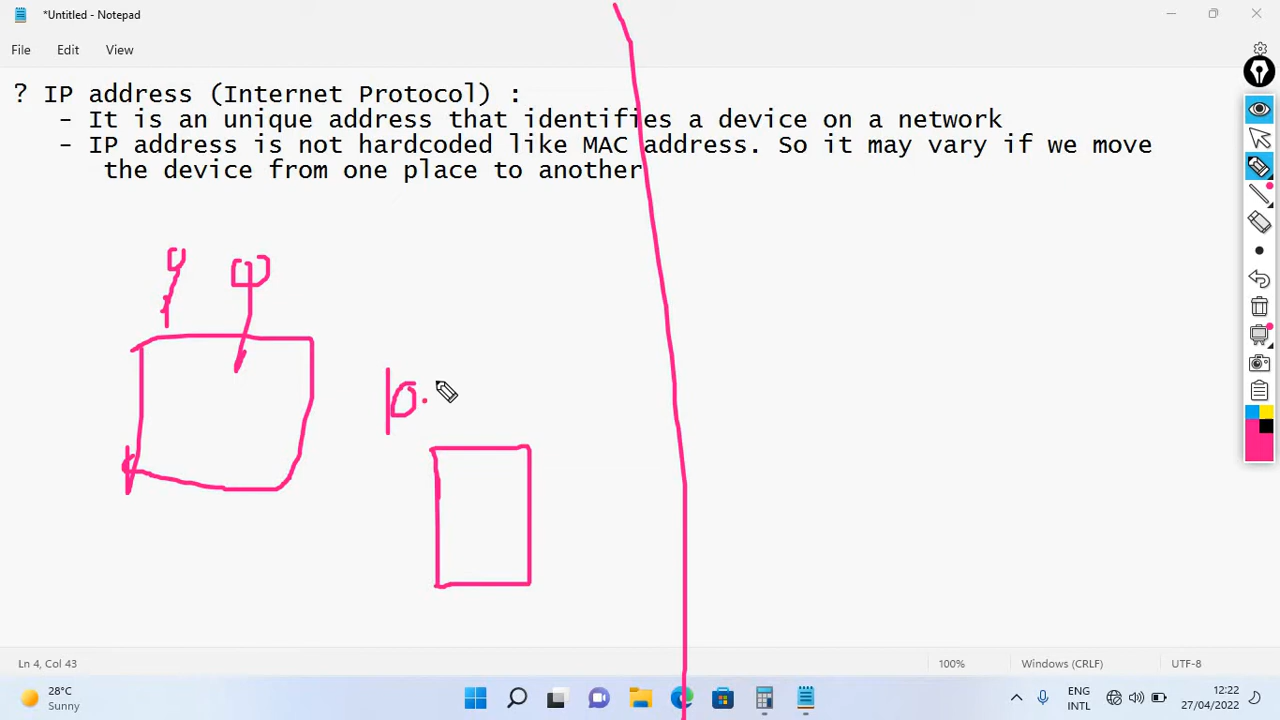 *Untitled - Notepad
File Edit View
? IP address (Internet Protocol) :
- It is an unique address that identifies a device on a network
- IP address is not hardcoded like MAC address. So it may vary if we move
the device from one place to another
10.
Ln 4, Col 43
100%
Windows (CRLF)
UTF-8
28°C
Sunny
ENG
INTL
12:22
27/04/2022